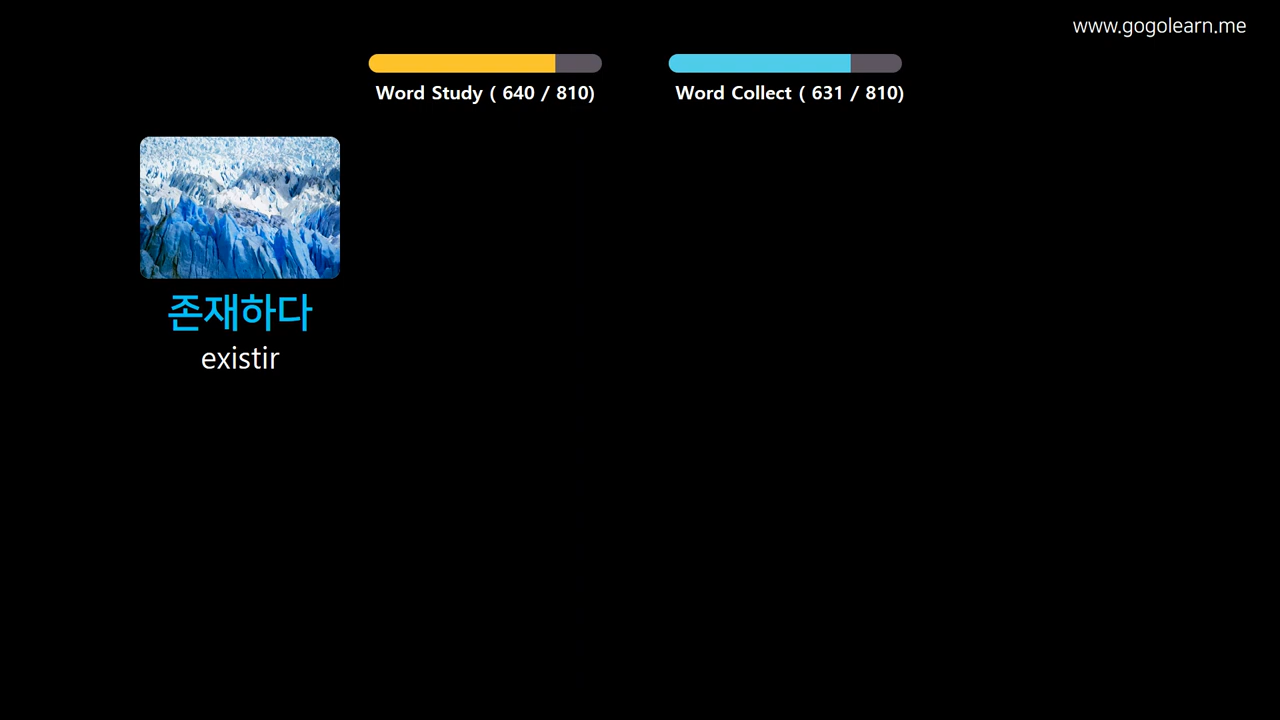 www.gogolearn.me
Word Study ( 640 / 810)
Word Collect ( 631 / 810)
존재하다
existir